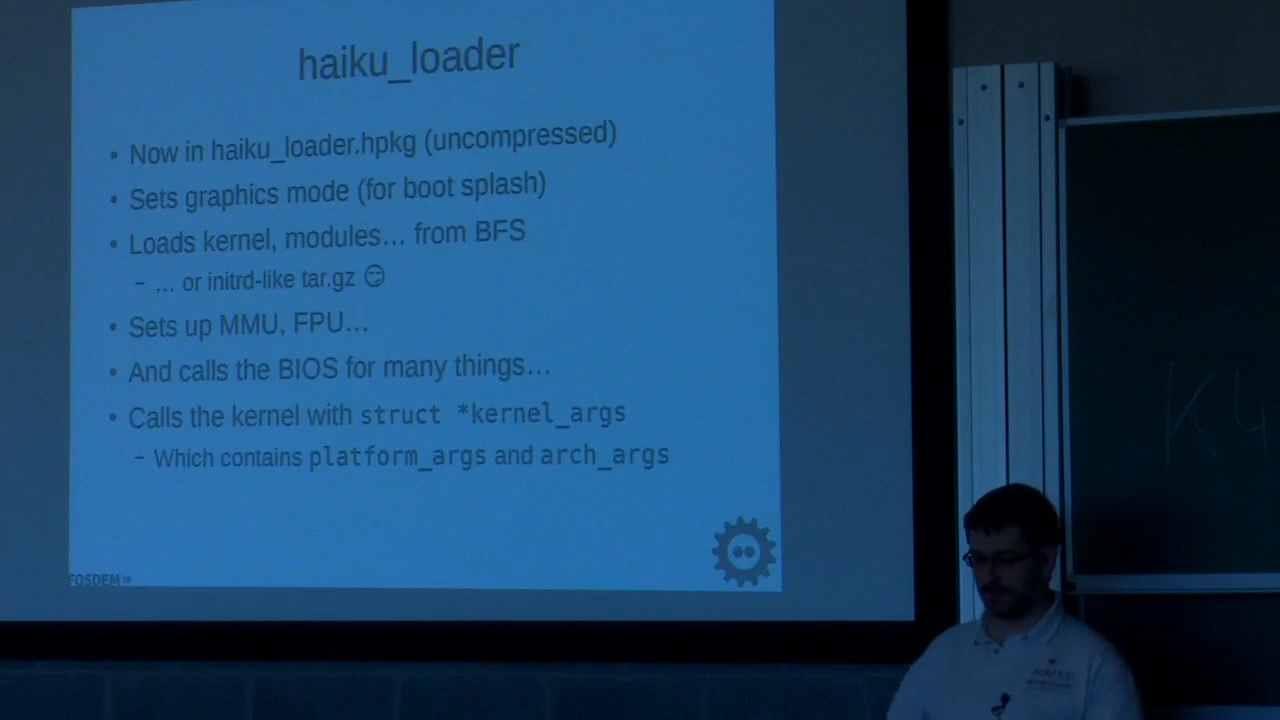 haiku_loader
• Now in haiku_loader.hpkg (uncompressed)
• Sets graphics mode (for boot splash)
• Loads kernel, modules… from BFS
– … or initrd-like tar.gz 😏
• Sets up MMU, FPU…
• And calls the BIOS for many things…
• Calls the kernel with struct *kernel_args
– Which contains platform_args and arch_args
FOSDEM
K4